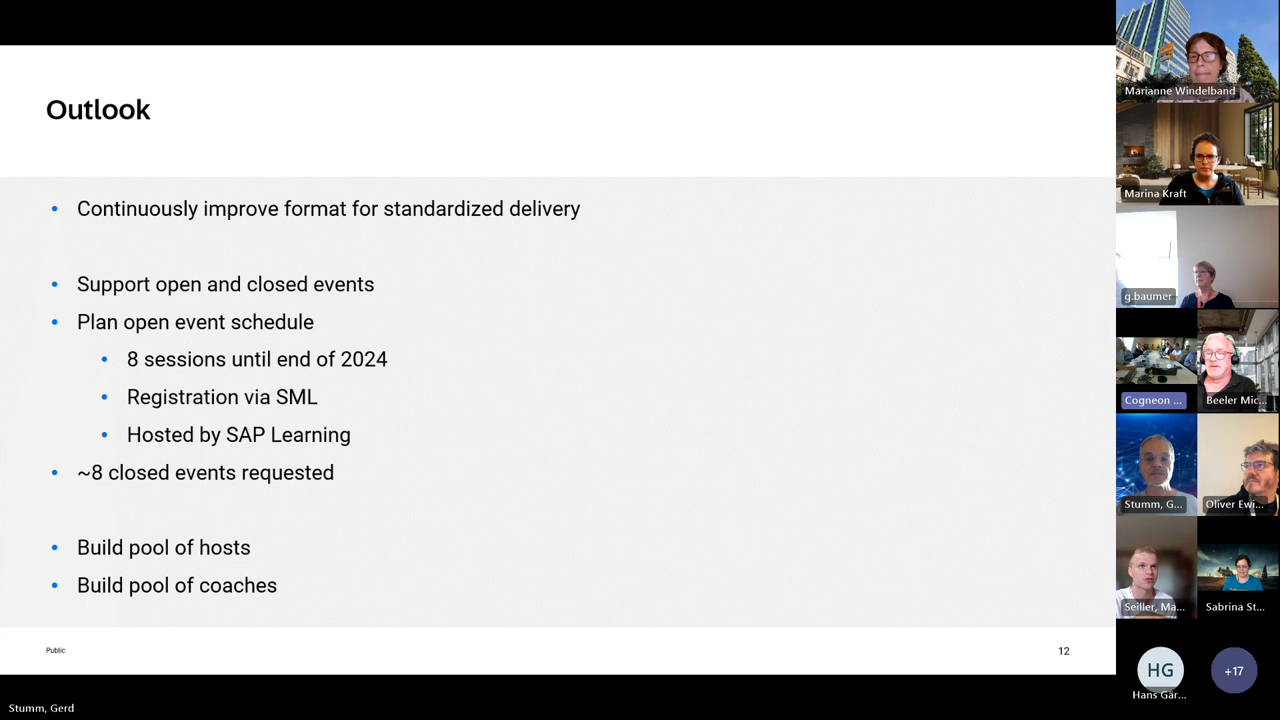 Outlook
Continuously improve format for standardized delivery
Support open and closed events
Plan open event schedule
8 sessions until end of 2024
Registration via SML
Hosted by SAP Learning
~8 closed events requested
Build pool of hosts
Build pool of coaches
Public
12
Stumm, Gerd
Marianne Windelband
Marina Kraft
g.baumer
Cogneon ...
Beeler Mic...
Stumm, G...
Oliver Ewi...
Seiller, Ma...
Sabrina St...
HG
Hans Gär...
+17